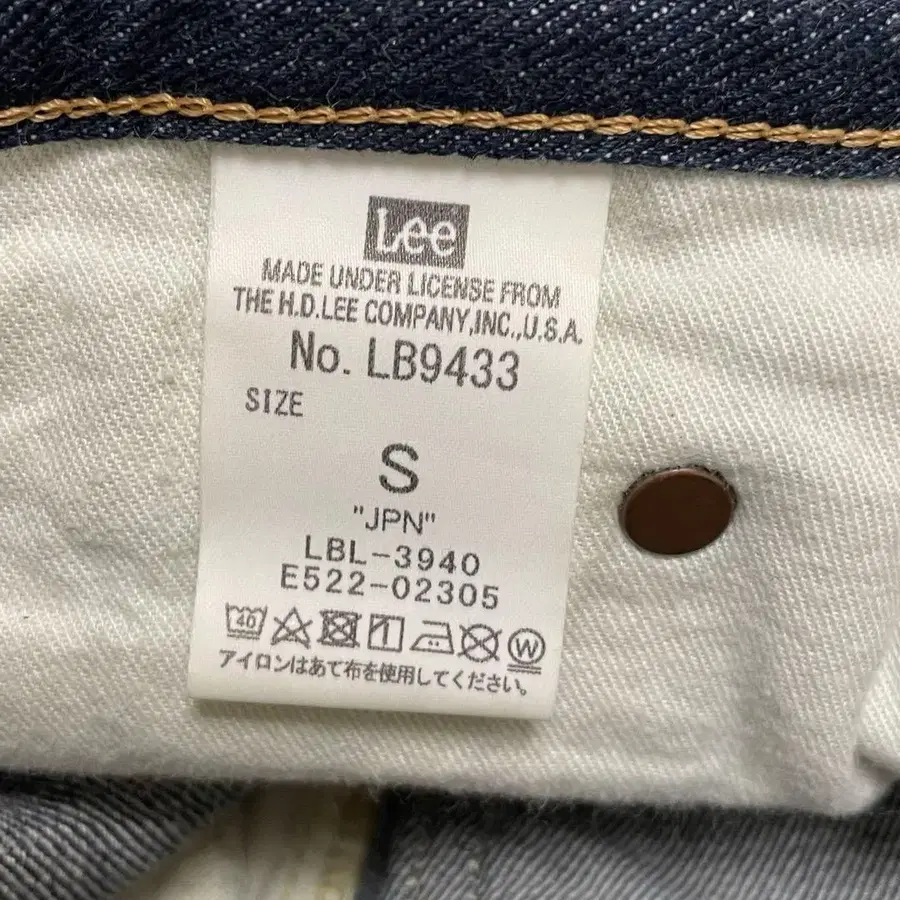 Lee
MADE UNDER LICENSE FROM
THE H.D.LEE COMPANY,INC.,U.S.A.
No. LB9433
SIZE
S
"JPN"
LBL-3940
E522-02305
40
W
アイロンはあて布を使用してください。